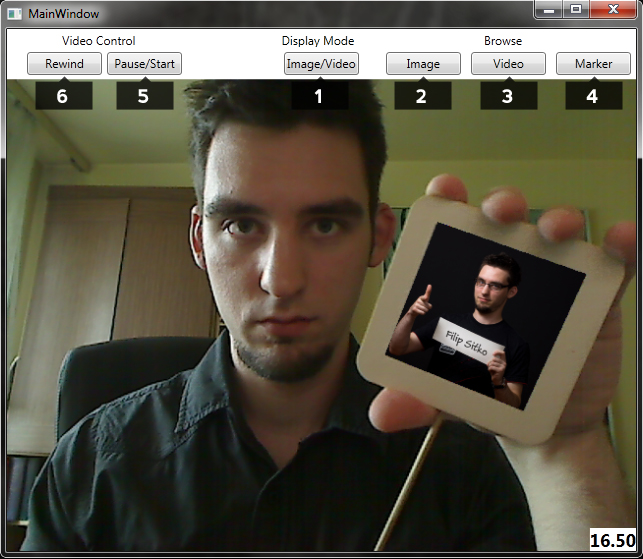 MainWindow
Video Control
Display Mode
Browse
Rewind
Pause/Start
Image/Video
Image
Video
Marker
6
5
1
2
3
4
Filip Sitko
16.50